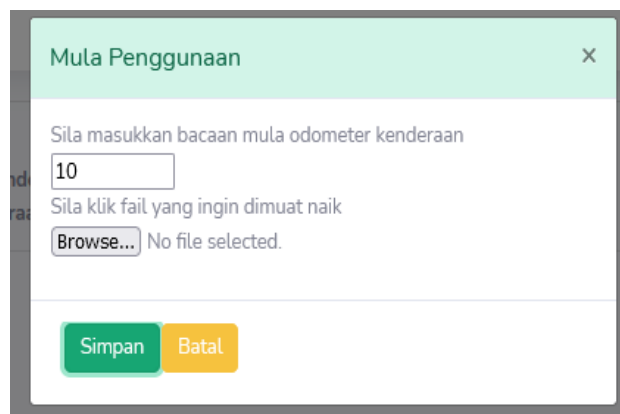 Mula Penggunaan ×
Sila masukkan bacaan mula odometer kenderaan
10
Sila klik fail yang ingin dimuat naik
Browse... No file selected.
Simpan Batal